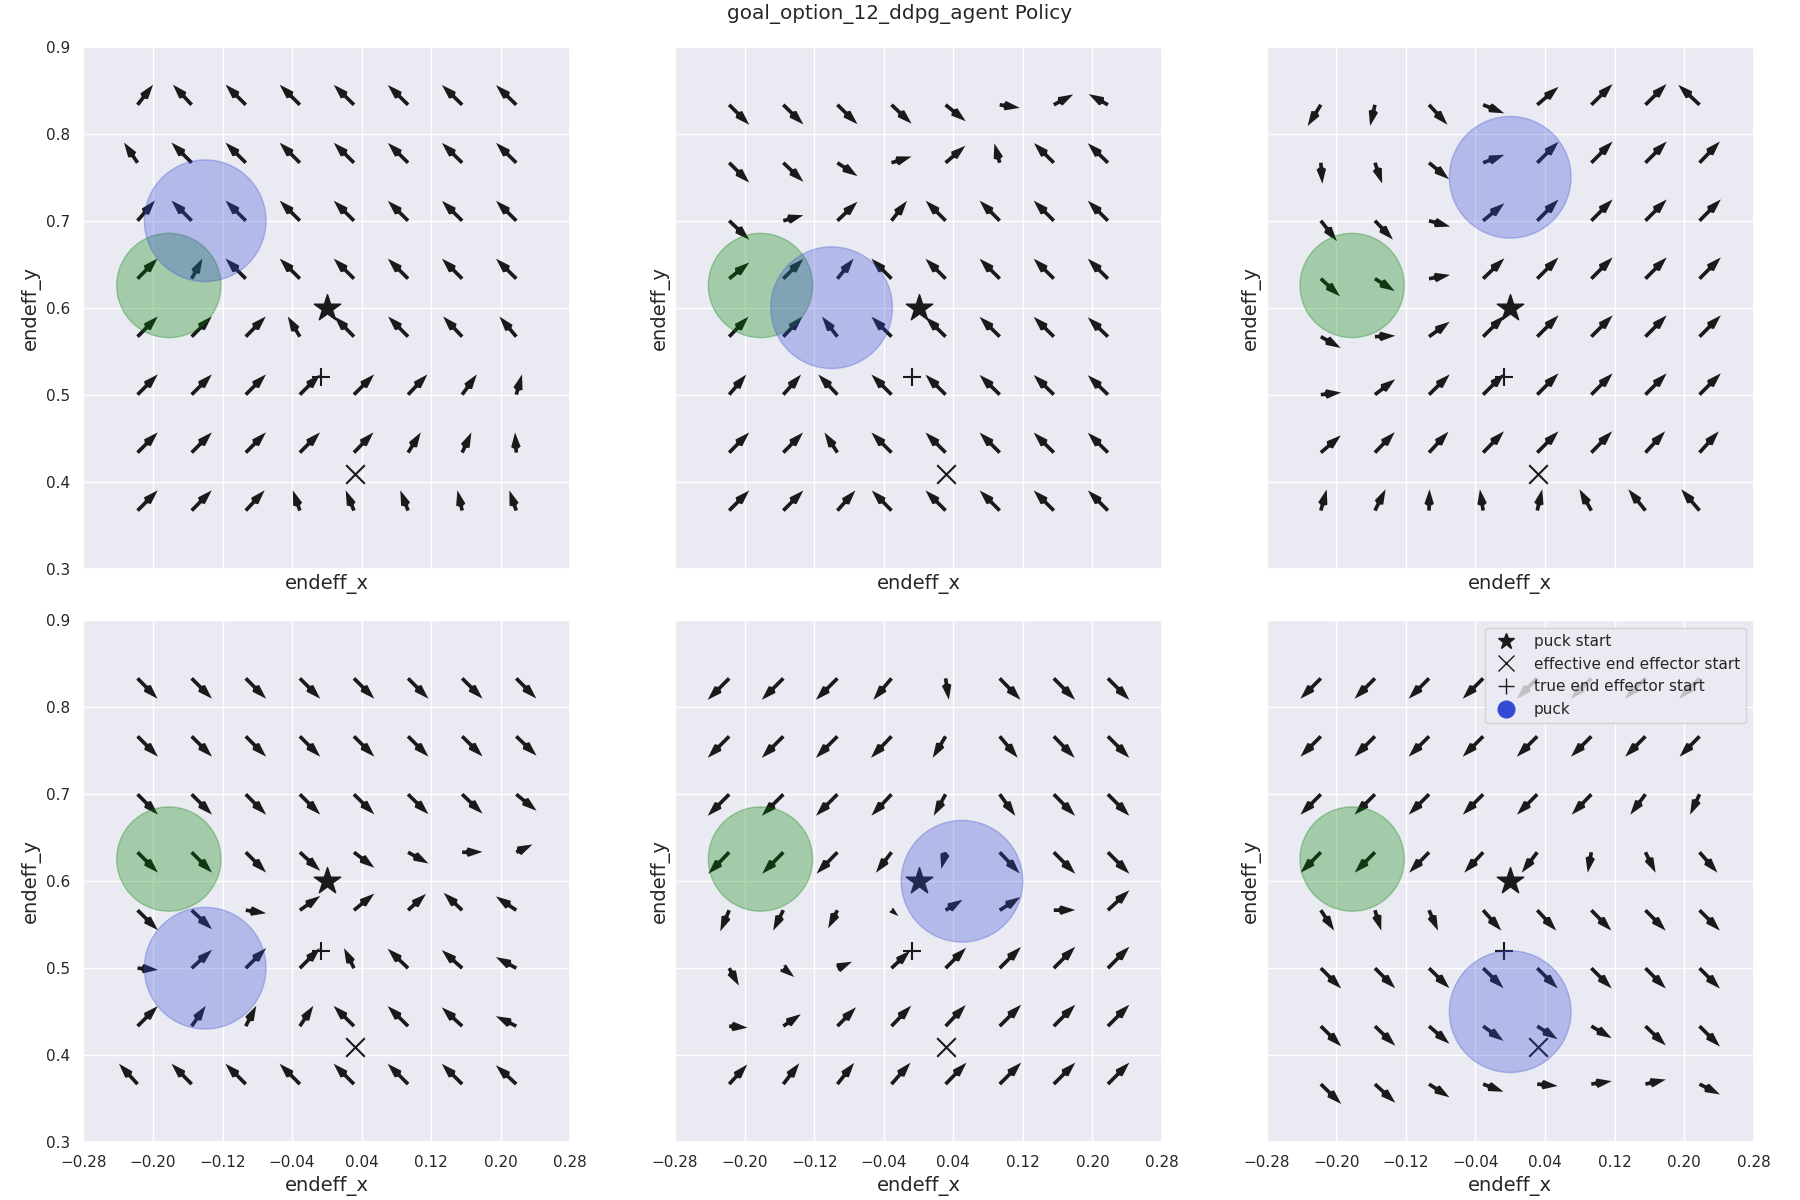 goal_option_12_ddpg_agent Policy
0.9
0.8
0.7
0.6
0.5
0.4
0.3
endeff_y
endeff_x
endeff_y
endeff_x
endeff_y
endeff_x
0.9
0.8
0.7
0.6
0.5
0.4
0.3
endeff_y
−0.28 −0.20 −0.12 −0.04 0.04 0.12 0.20 0.28
endeff_x
endeff_y
−0.28 −0.20 −0.12 −0.04 0.04 0.12 0.20 0.28
endeff_x
puck start
effective end effector start
true end effector start
puck
endeff_y
−0.28 −0.20 −0.12 −0.04 0.04 0.12 0.20 0.28
endeff_x